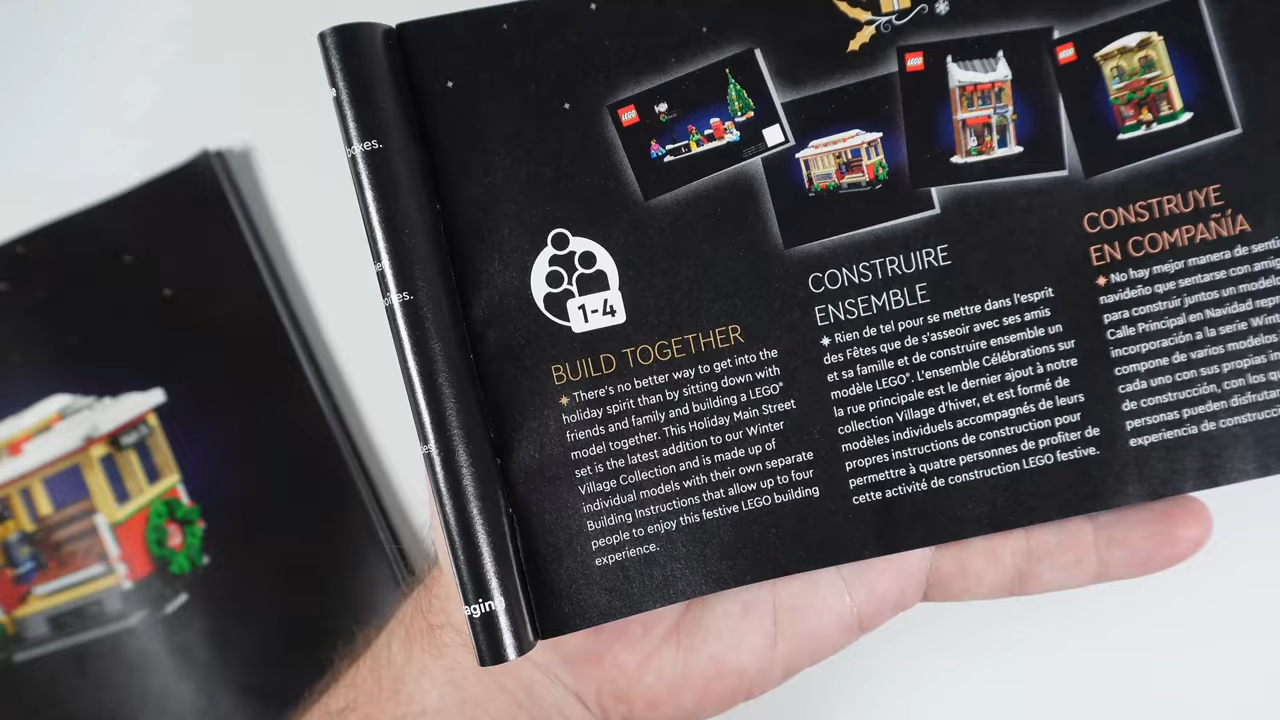 LEGO
LEGO
LEGO
boxes.
aging
1-4
BUILD TOGETHER
There's no better way to get into the
holiday spirit than by sitting down with
friends and family and building a LEGO®
model together. This Holiday Main Street
set is the latest addition to our Winter
Village Collection and is made up of
individual models with their own separate
Building Instructions that allow up to four
people to enjoy this festive LEGO building
experience.
CONSTRUIRE
ENSEMBLE
Rien de tel pour se mettre dans l'esprit
des Fêtes que de s'asseoir avec ses amis
et sa famille et de construire ensemble un
modèle LEGO®. L'ensemble Célébrations sur
la rue principale est le dernier ajout à notre
collection Village d'hiver, et est formé de
modèles individuels accompagnés de leurs
propres instructions de construction pour
permettre à quatre personnes de profiter de
cette activité de construction LEGO festive.
CONSTRUYE
EN COMPAÑÍA
No hay mejor manera de senti
navideño que sentarse con amig
para construir juntos un model
Calle Principal en Navidad repr
incorporación a la serie Wint
compone de varios modelos
cada uno con sus propias in
de construcción, con los qu
personas pueden disfruta
experiencia de construcc